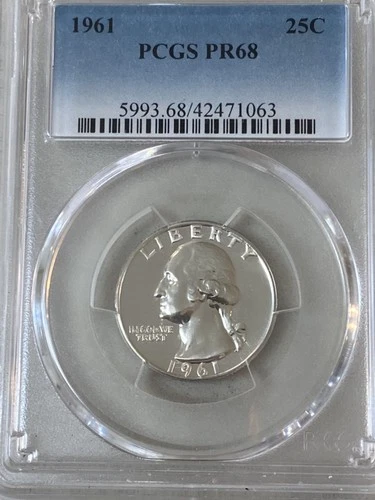 1961 25C
PCGS PR68
5993.68/42471063
LIBERTY
IN GOD WE
TRUST
1961